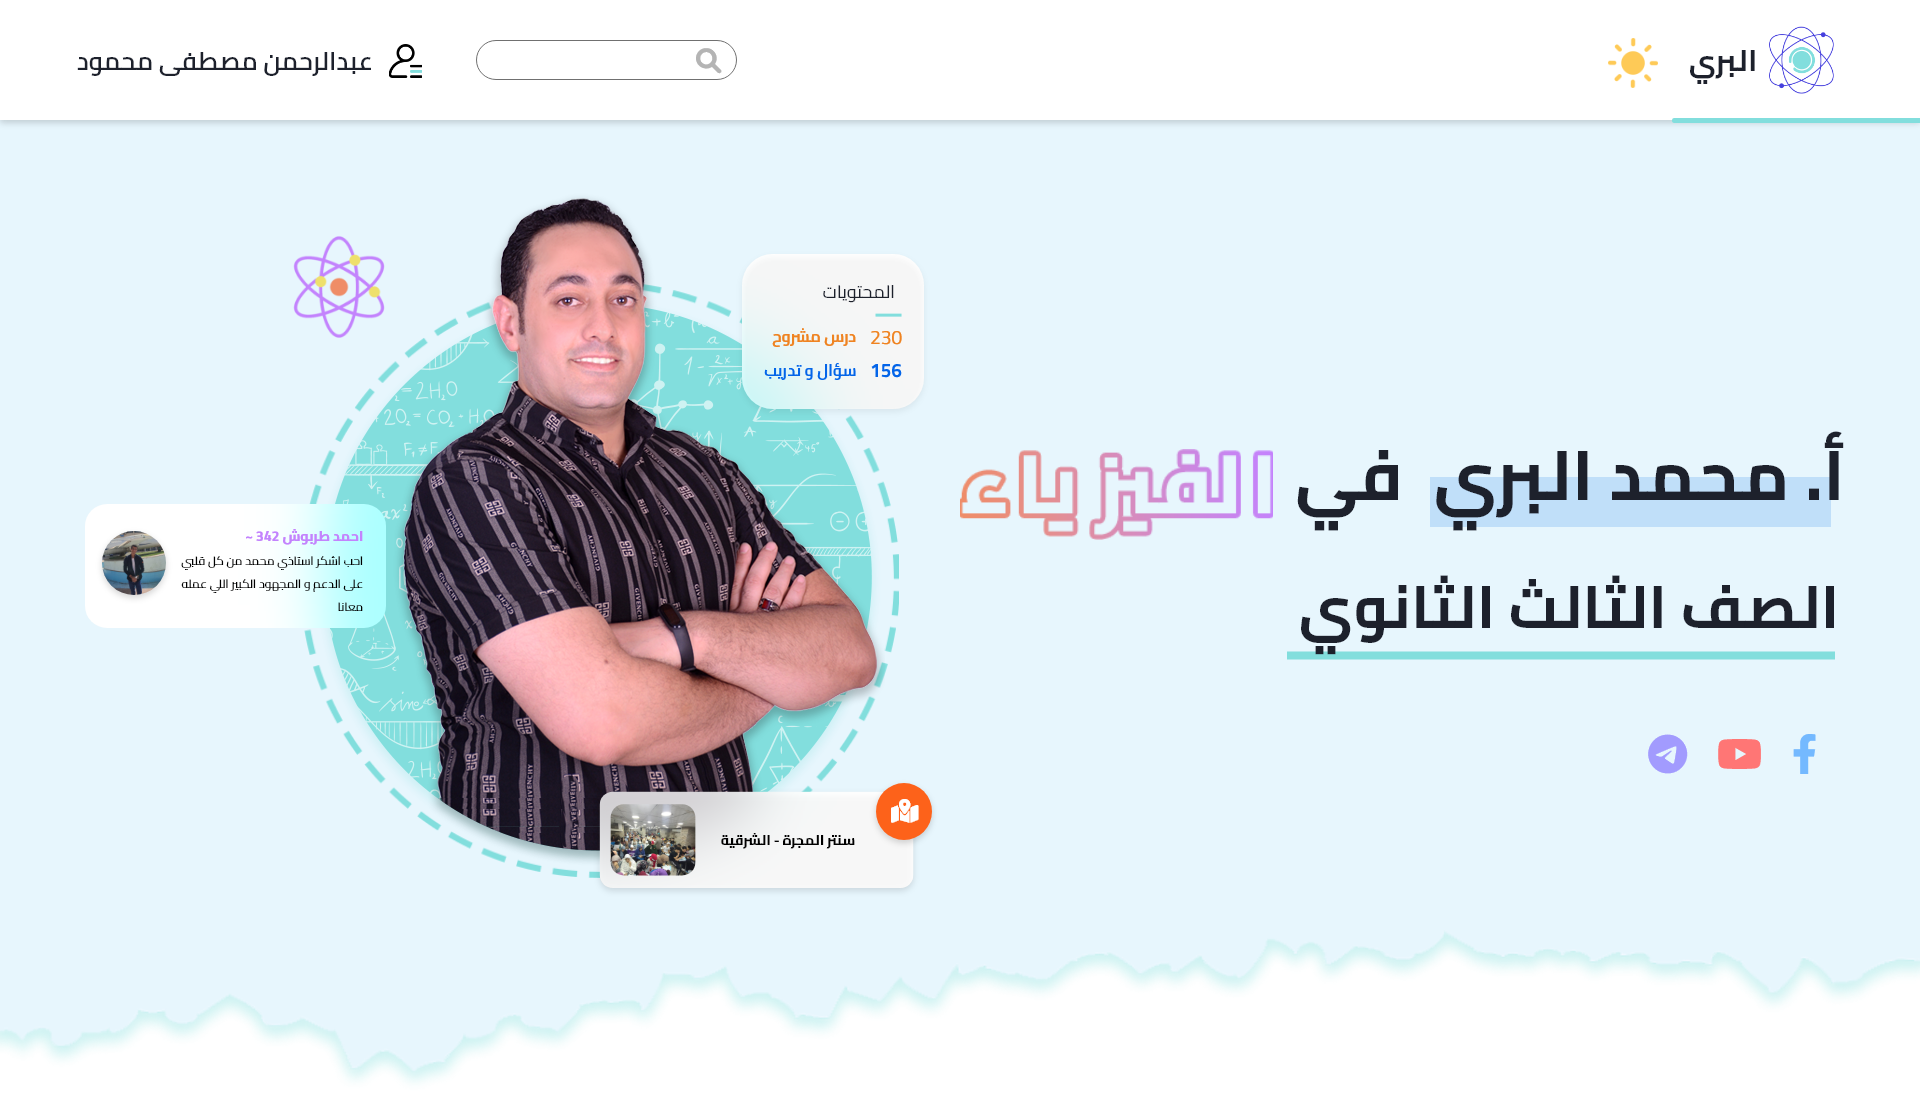 البري
عبدالرحمن مصطفى محمود
المحتويات
230 درس مشروح
156 سؤال و تدريب
أ. محمد البري في الفيزياء
الصف الثالث الثانوي
احمد طربوش 342 ~
احب اشكر استاذي محمد من كل قلبي
على الدعم و المجهود الكبير اللي عمله
معانا
سنتر المجرة - الشرقية